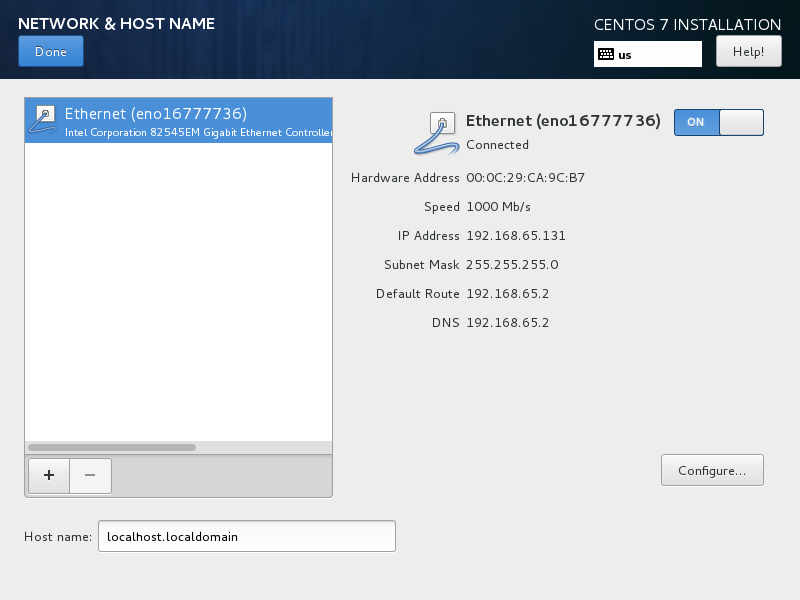 NETWORK & HOST NAME
CENTOS 7 INSTALLATION
Done
us
Help!
Ethernet (eno16777736)
Intel Corporation 82545EM Gigabit Ethernet Controller
Ethernet (eno16777736)
ON
Connected
Hardware Address 00:0C:29:CA:9C:B7
Speed 1000 Mb/s
IP Address 192.168.65.131
Subnet Mask 255.255.255.0
Default Route 192.168.65.2
DNS 192.168.65.2
+ −
Configure...
Host name: localhost.localdomain